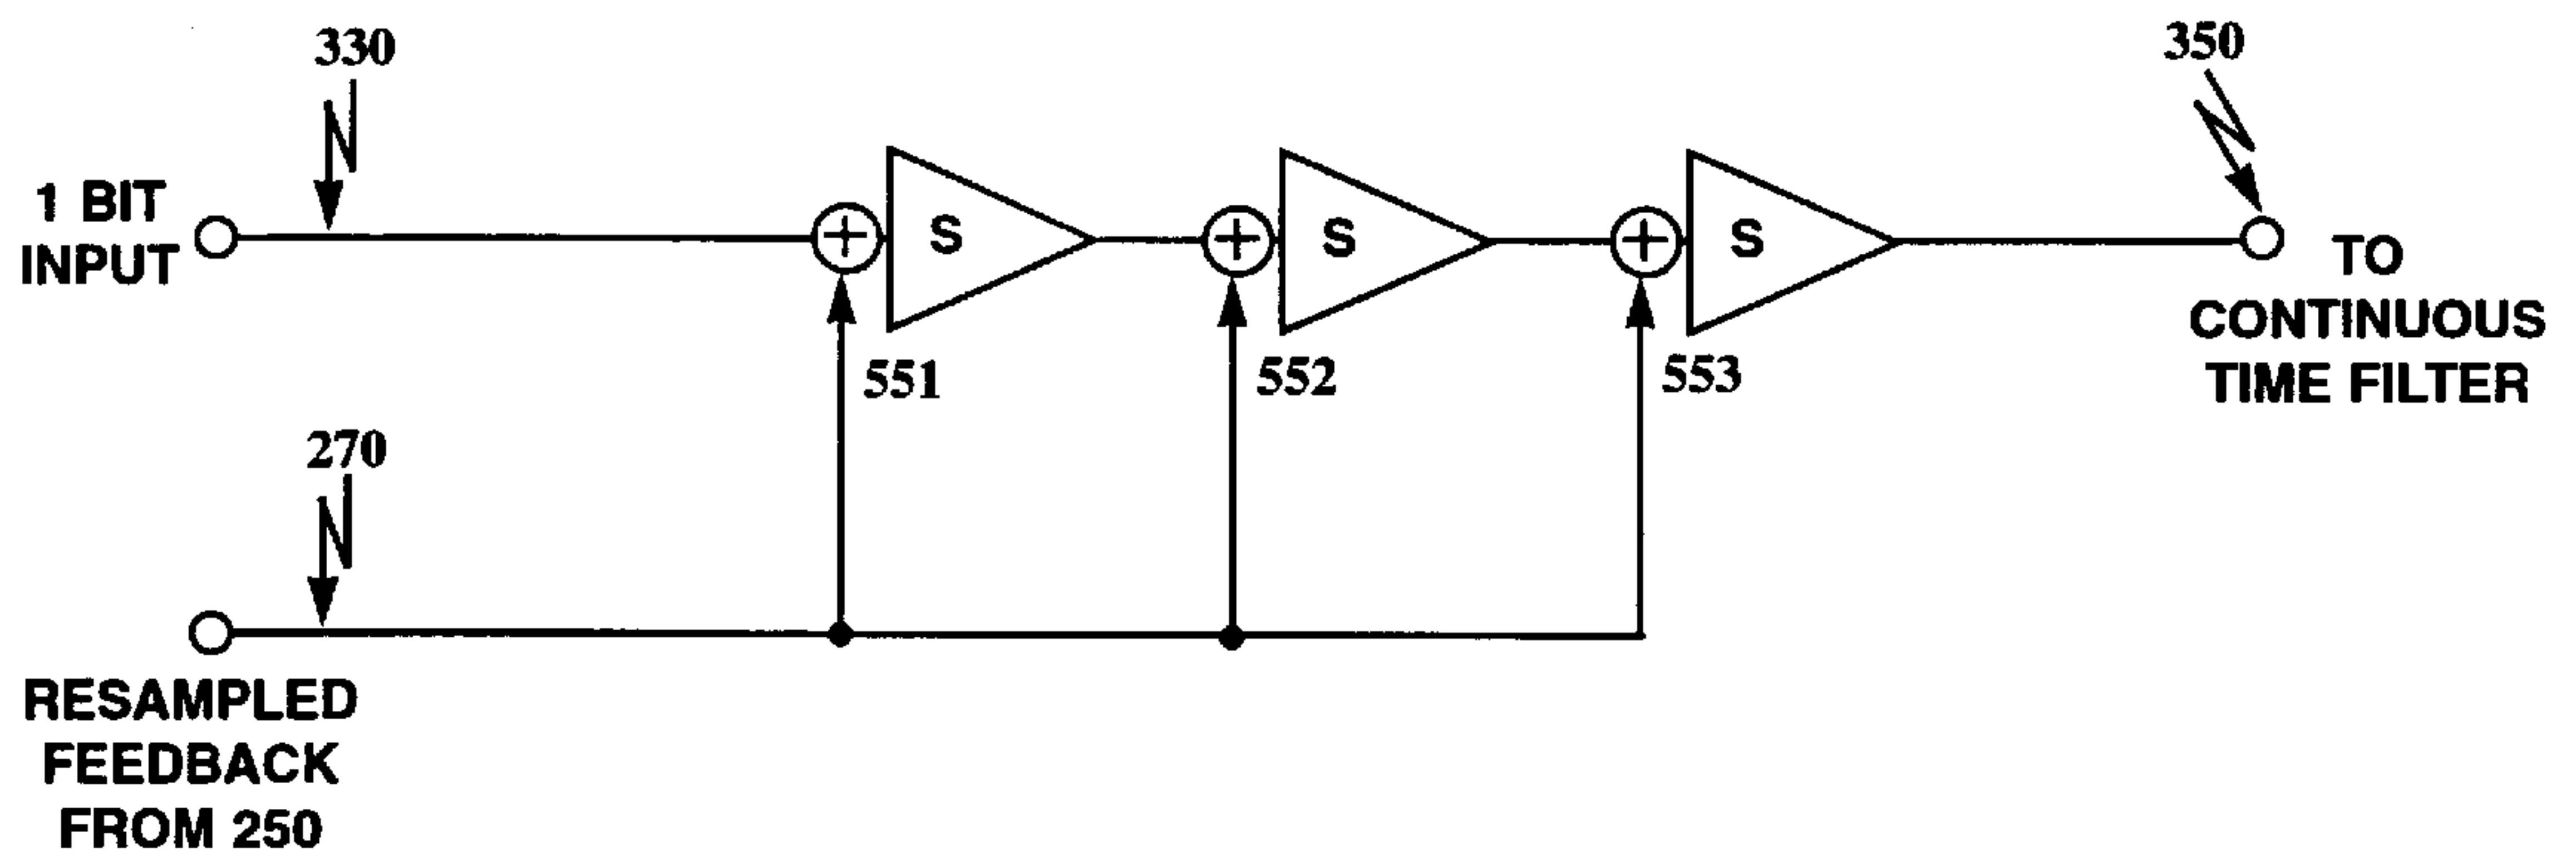 330
350
1 BIT
INPUT
+
S
+
S
+
S
TO
CONTINUOUS
TIME FILTER
551
552
553
270
RESAMPLED
FEEDBACK
FROM 250